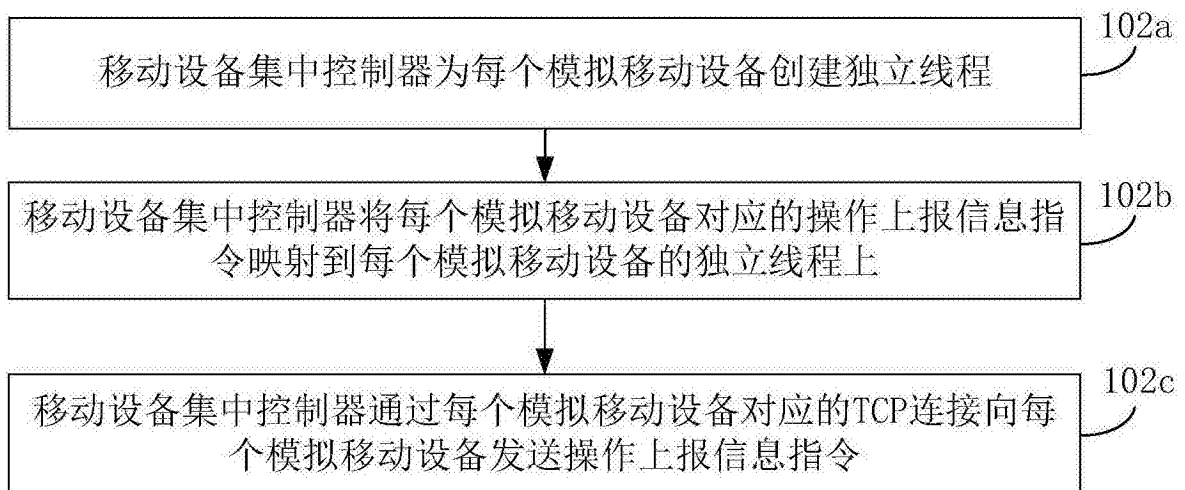 102a
移动设备集中控制器为每个模拟移动设备创建独立线程
102b
移动设备集中控制器将每个模拟移动设备对应的操作上报信息指
令映射到每个模拟移动设备的独立线程上
102c
移动设备集中控制器通过每个模拟移动设备对应的TCP连接向每
个模拟移动设备发送操作上报信息指令